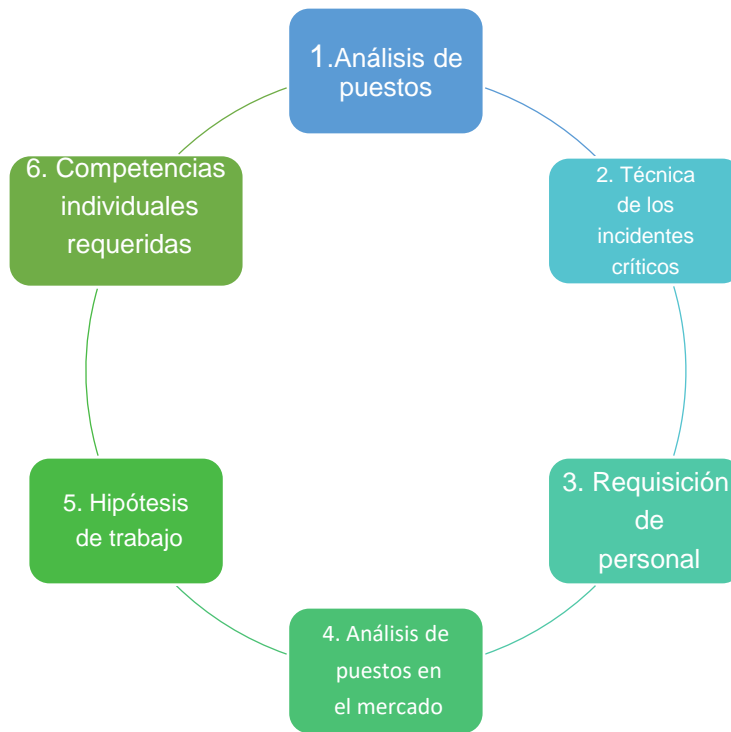 1.Análisis de
puestos
2. Técnica
de los
incidentes
críticos
3. Requisición
de
personal
4. Análisis de
puestos en
el mercado
5. Hipótesis
de trabajo
6. Competencias
individuales
requeridas